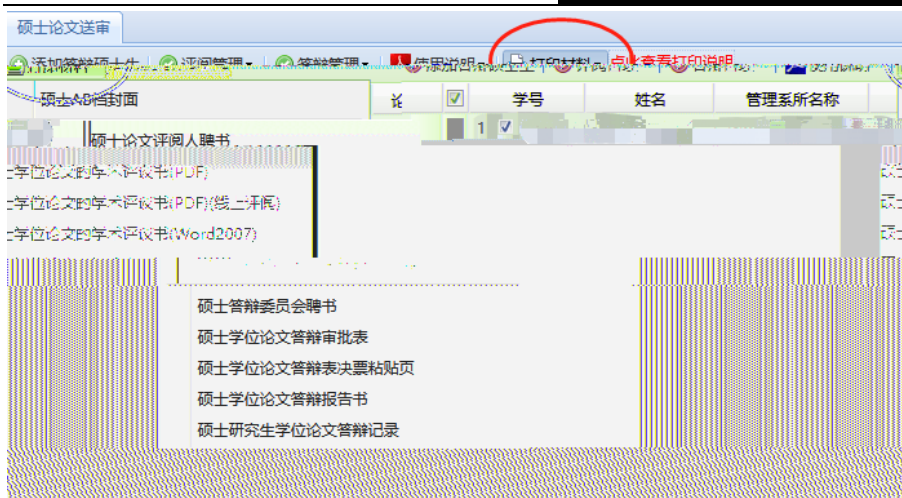 硕士论文送审
添加答辩硕士生 评阅管理 答辩管理 使用说明 打印材料 点此查看打印说明
硕士AB档封面 论 学号 姓名 管理系所名称
硕士论文评阅人聘书 1
士学位论文的学术评议书(PDF)
士学位论文的学术评议书(PDF)(线上评阅)
士学位论文的学术评议书(Word2007)
硕士答辩委员会聘书
硕士学位论文答辩审批表
硕士学位论文答辩表决票粘贴页
硕士学位论文答辩报告书
硕士研究生学位论文答辩记录